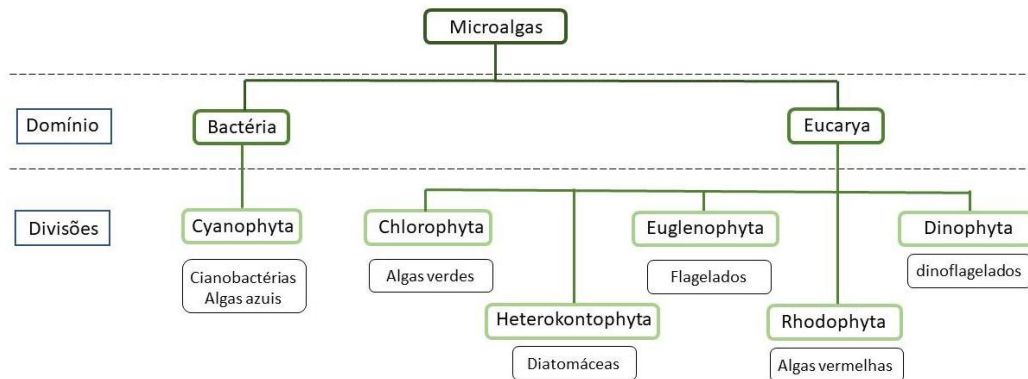 Microalgas
Domínio
Bactéria
Eucarya
Divisões
Cyanophyta
Chlorophyta
Euglenophyta
Dinophyta
Cianobactérias
Algas azuis
Algas verdes
Flagelados
dinoflagelados
Heterokontophyta
Rhodophyta
Diatomáceas
Algas vermelhas